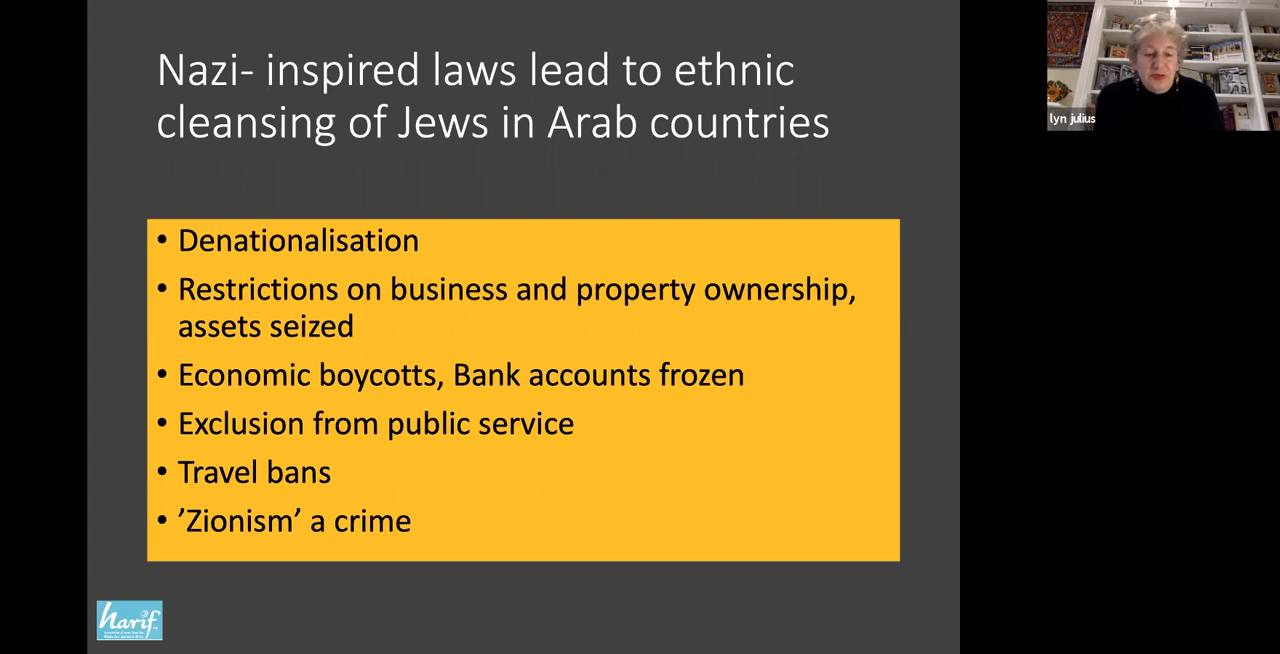 Nazi- inspired laws lead to ethnic
cleansing of Jews in Arab countries
• Denationalisation
• Restrictions on business and property ownership,
assets seized
• Economic boycotts, Bank accounts frozen
• Exclusion from public service
• Travel bans
• ’Zionism’ a crime
harif
lyn julius